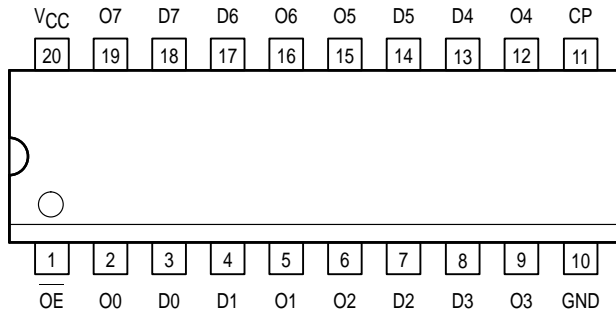 VCC O7 D7 D6 O6 O5 D5 D4 O4 CP
20 19 18 17 16 15 14 13 12 11
1 2 3 4 5 6 7 8 9 10
O̅E̅ O0 D0 D1 O1 O2 D2 D3 O3 GND